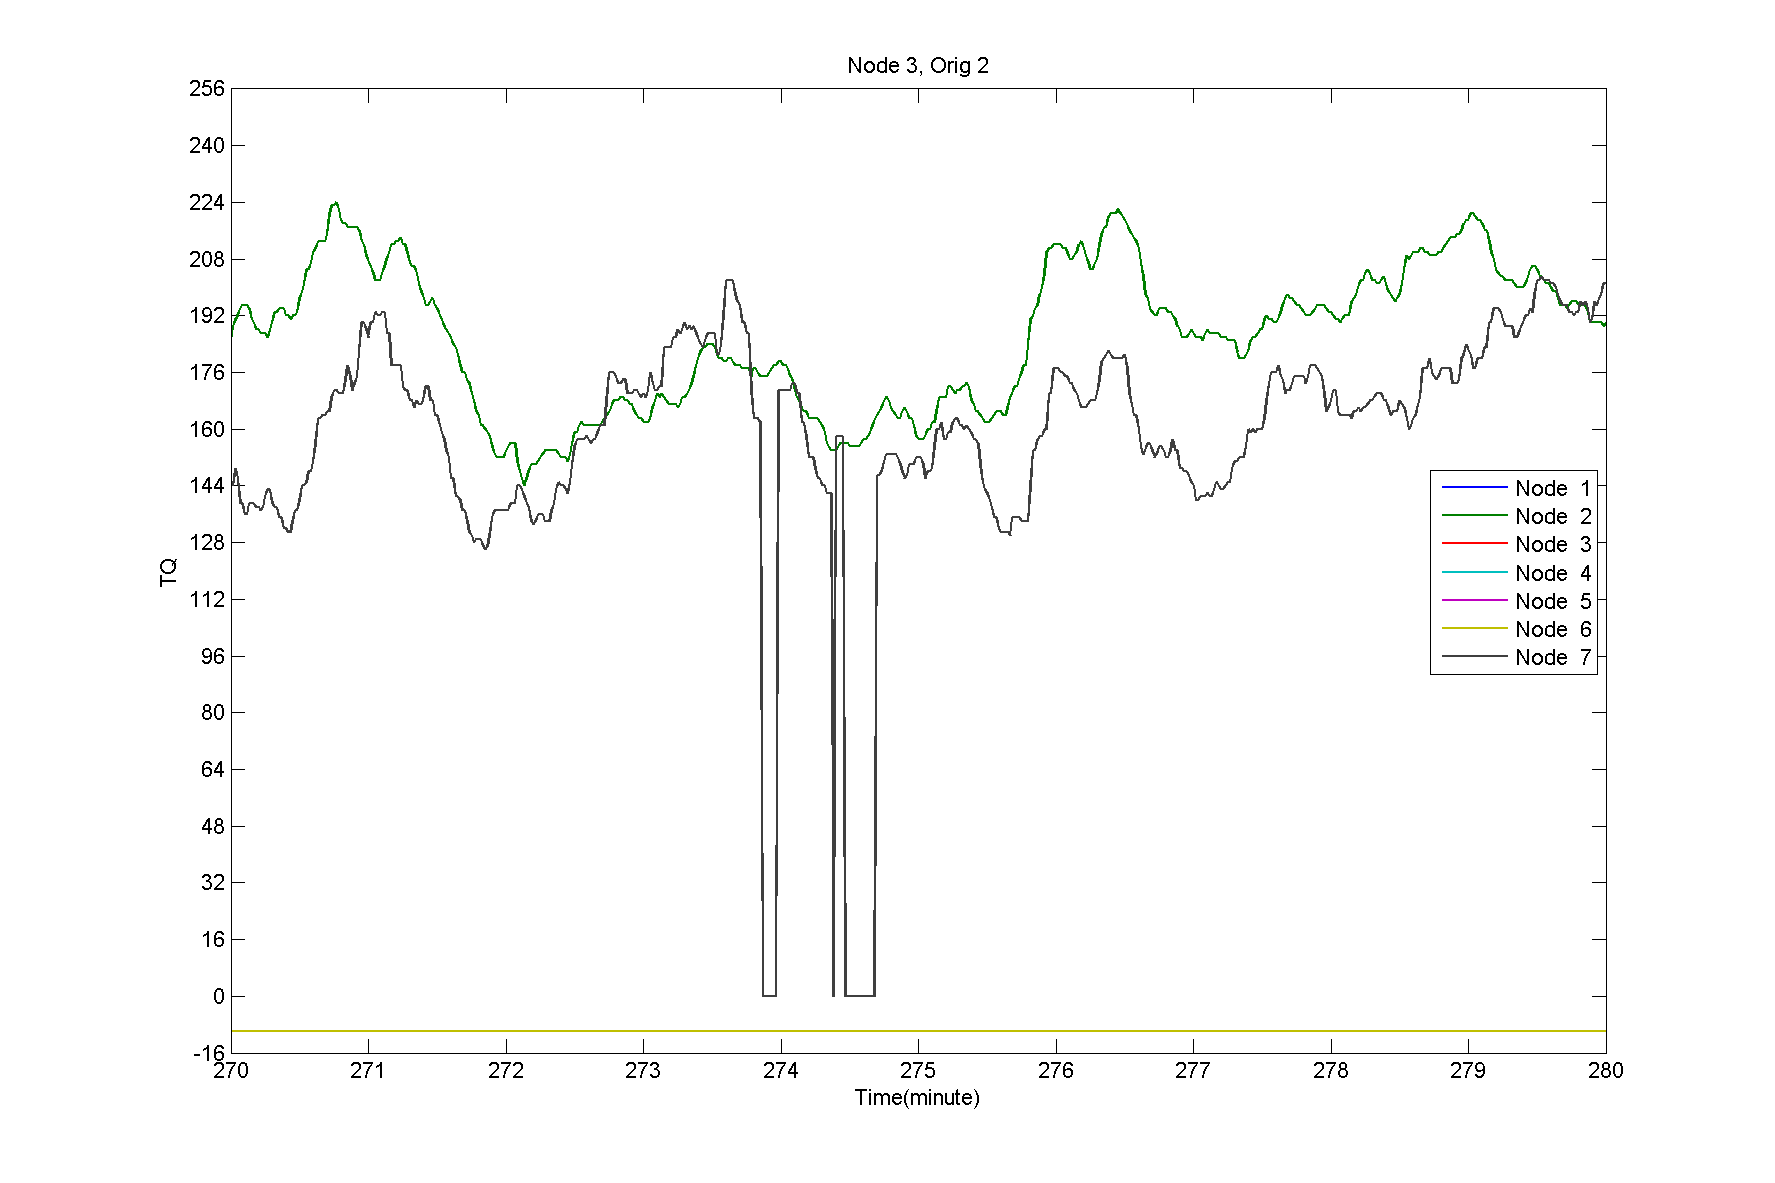 Node 3, Orig 2
256
240
224
208
192
176
160
144
128
112
96
80
64
48
32
16
0
-16
TQ
Node 1
Node 2
Node 3
Node 4
Node 5
Node 6
Node 7
270 271 272 273 274 275 276 277 278 279 280
Time(minute)